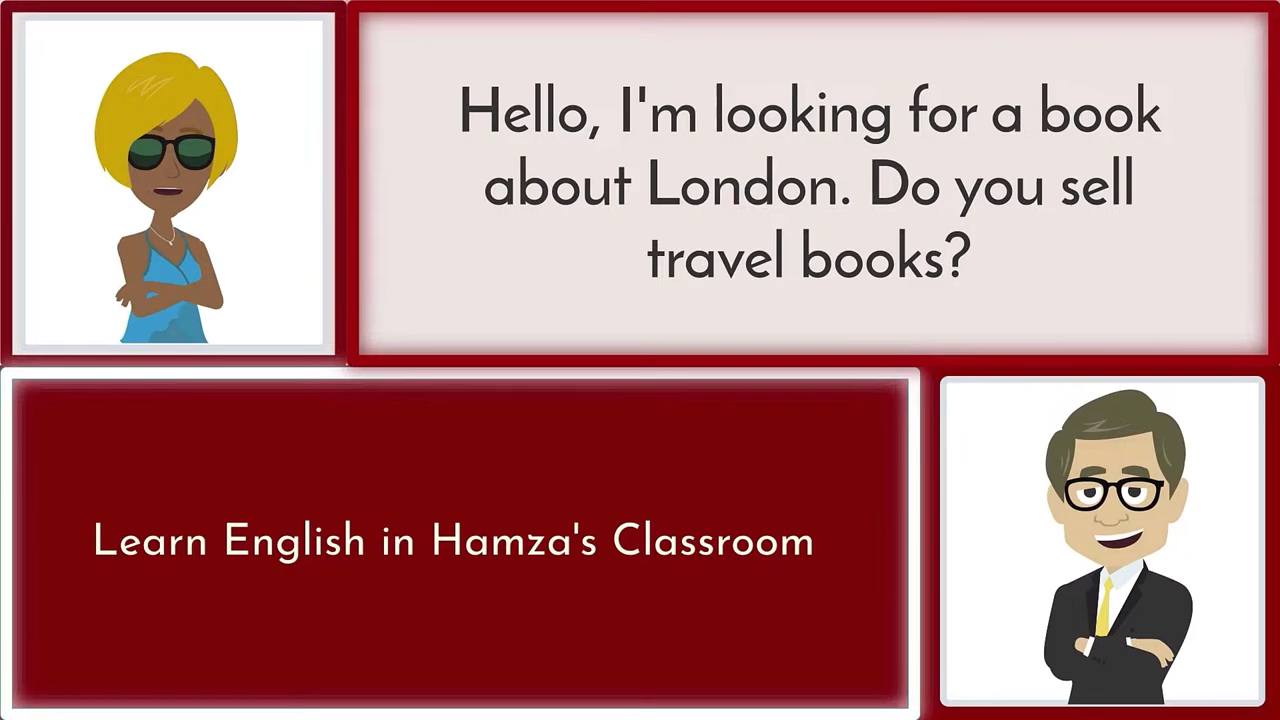 Hello, I'm looking for a book
about London. Do you sell
travel books?
Learn English in Hamza's Classroom